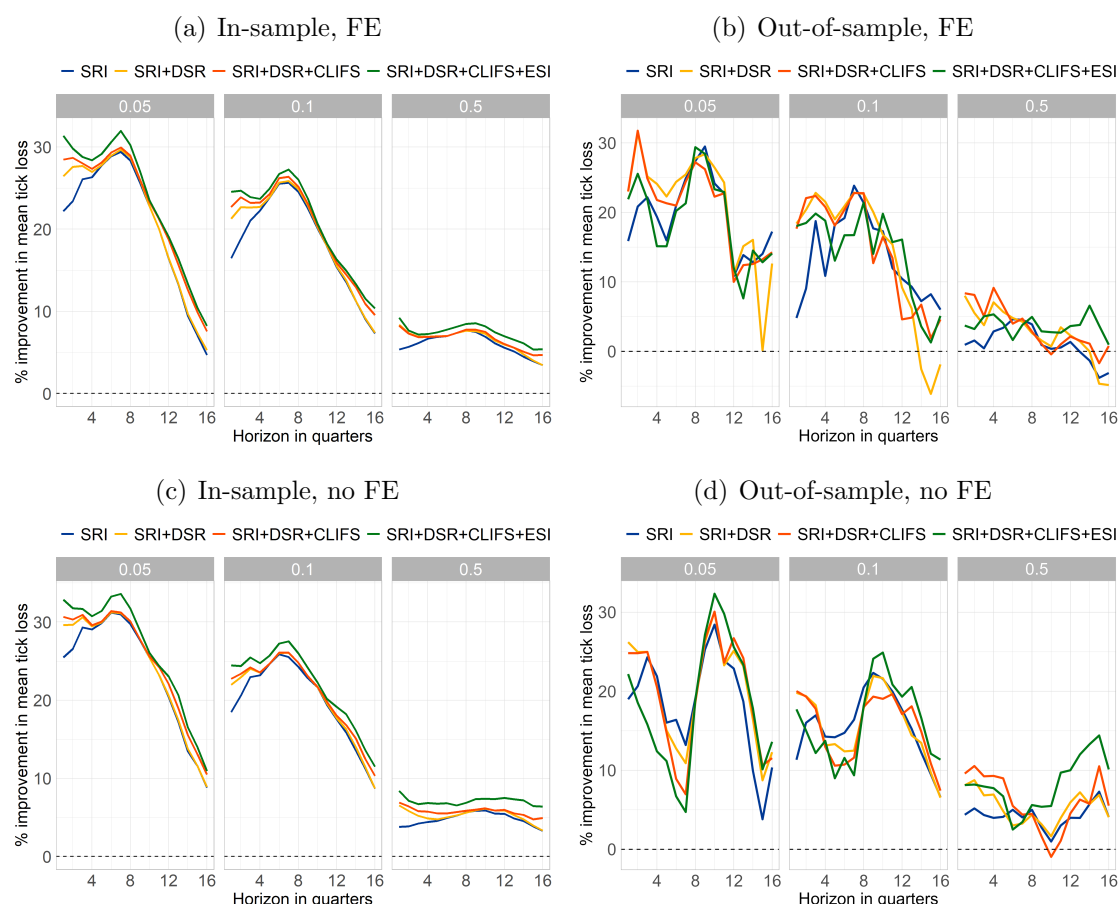 (a) In-sample, FE
SRI SRI+DSR SRI+DSR+CLIFS SRI+DSR+CLIFS+ESI
0.05 0.1 0.5
% improvement in mean tick loss
30
20
10
0
4 8 12 16 4 8 12 16 4 8 12 16
Horizon in quarters
(b) Out-of-sample, FE
SRI SRI+DSR SRI+DSR+CLIFS SRI+DSR+CLIFS+ESI
0.05 0.1 0.5
% improvement in mean tick loss
30
20
10
0
4 8 12 16 4 8 12 16 4 8 12 16
Horizon in quarters
(c) In-sample, no FE
SRI SRI+DSR SRI+DSR+CLIFS SRI+DSR+CLIFS+ESI
0.05 0.1 0.5
% improvement in mean tick loss
30
20
10
0
4 8 12 16 4 8 12 16 4 8 12 16
Horizon in quarters
(d) Out-of-sample, no FE
SRI SRI+DSR SRI+DSR+CLIFS SRI+DSR+CLIFS+ESI
0.05 0.1 0.5
% improvement in mean tick loss
30
20
10
0
4 8 12 16 4 8 12 16 4 8 12 16
Horizon in quarters